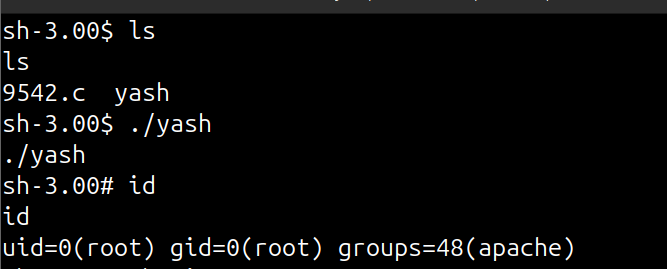 sh-3.00$ ls
ls
9542.c  yash
sh-3.00$ ./yash
./yash
sh-3.00# id
id
uid=0(root) gid=0(root) groups=48(apache)